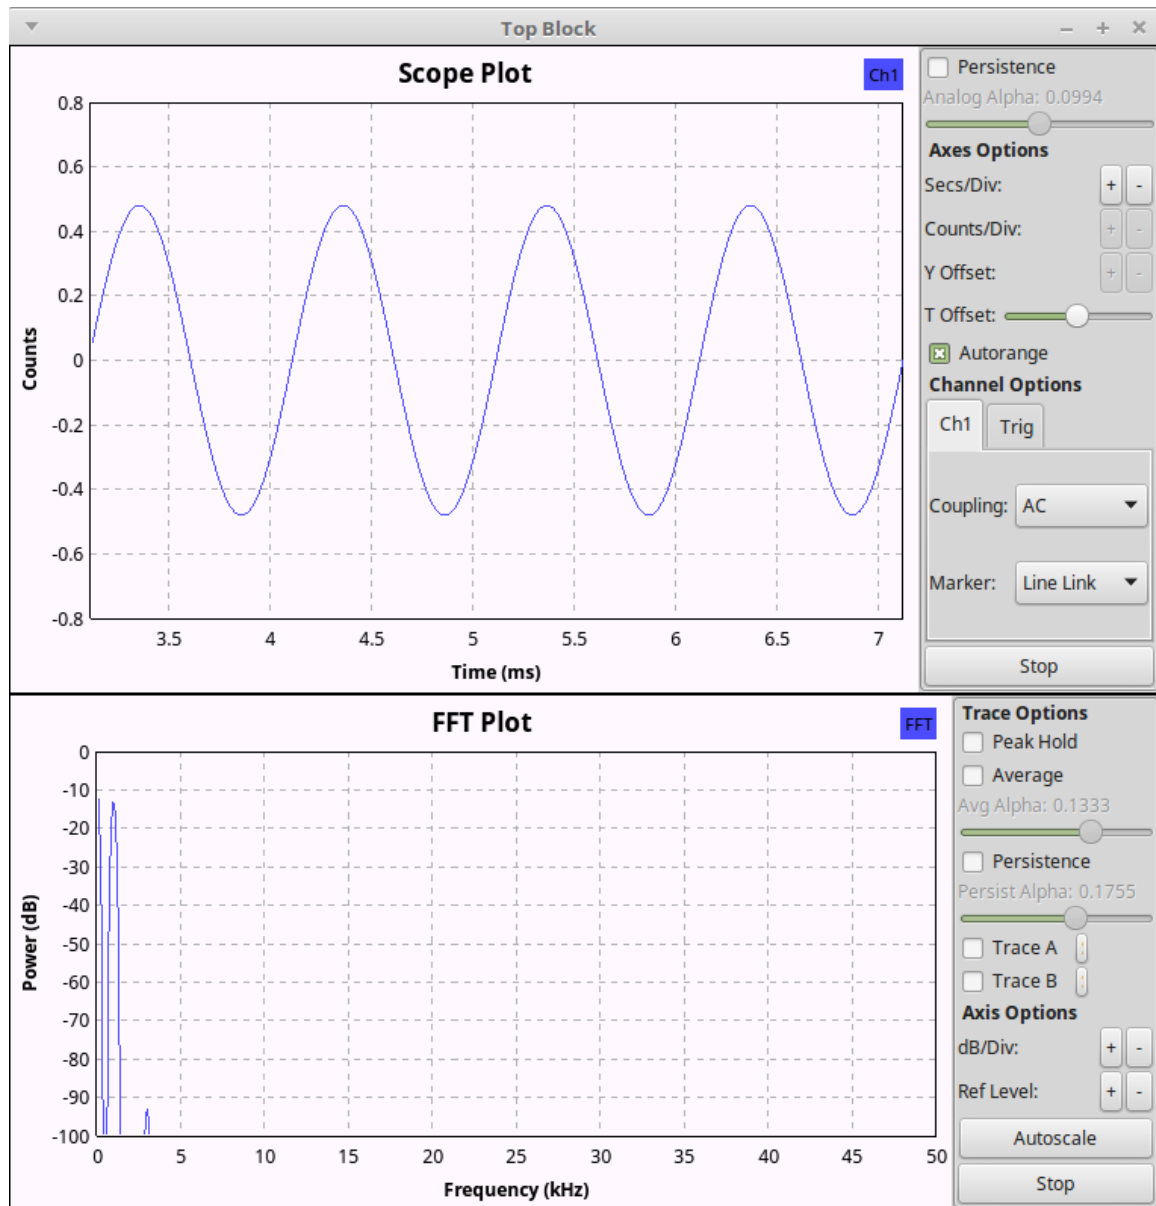 Top Block
Scope Plot
Ch1
0.8
0.6
0.4
0.2
0
-0.2
-0.4
-0.6
-0.8
Counts
3.5 4 4.5 5 5.5 6 6.5 7
Time (ms)
Persistence
Analog Alpha: 0.0994
Axes Options
Secs/Div: + -
Counts/Div: + -
Y Offset: + -
T Offset:
Autorange
Channel Options
Ch1 Trig
Coupling: AC
Marker: Line Link
Stop
FFT Plot
FFT
0
-10
-20
-30
-40
-50
-60
-70
-80
-90
-100
Power (dB)
0 5 10 15 20 25 30 35 40 45 50
Frequency (kHz)
Trace Options
Peak Hold
Average
Avg Alpha: 0.1333
Persistence
Persist Alpha: 0.1755
Trace A
Trace B
Axis Options
dB/Div: + -
Ref Level: + -
Autoscale
Stop